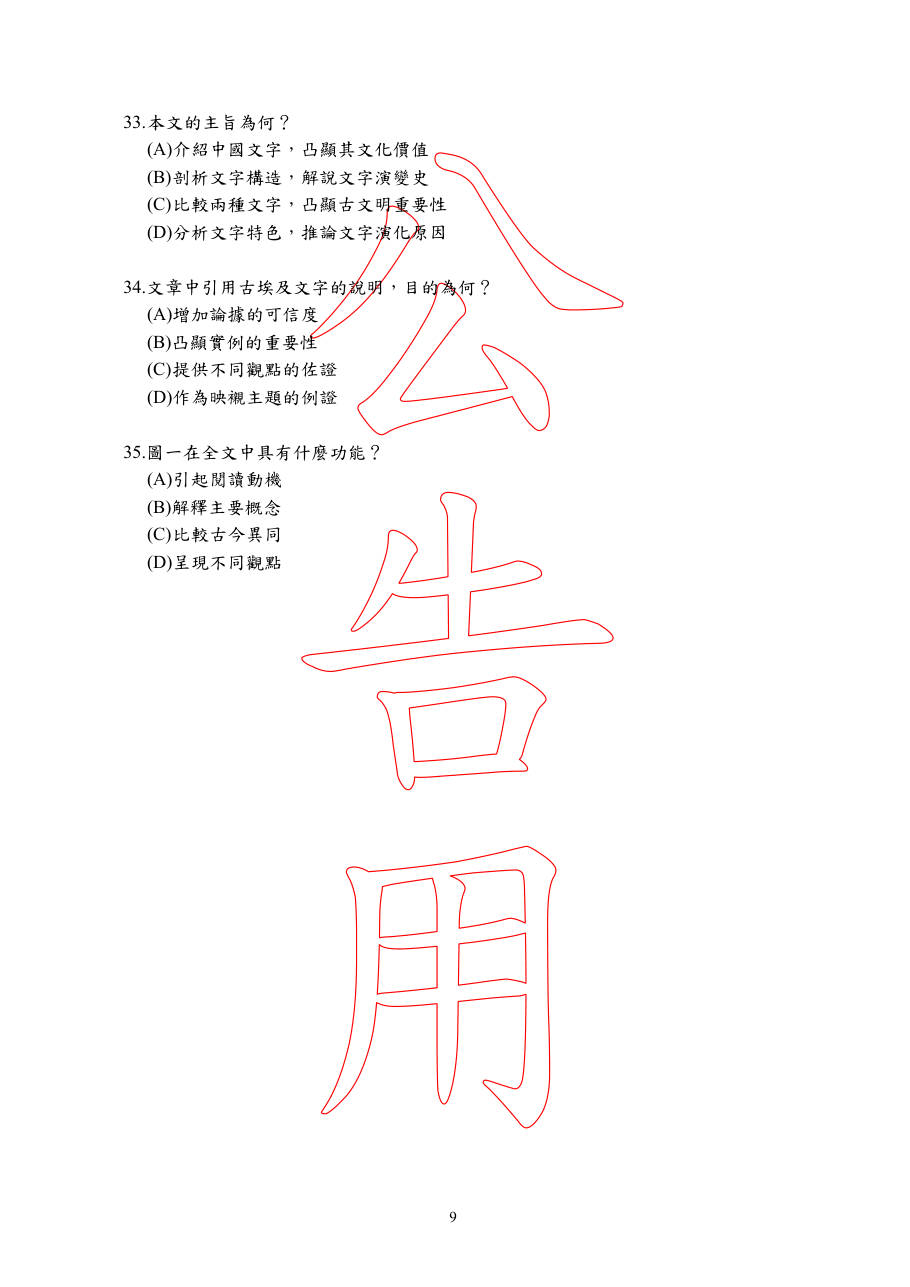 33.本文的主旨為何？
(A)介紹中國文字，凸顯其文化價值
(B)剖析文字構造，解說文字演變史
(C)比較兩種文字，凸顯古文明重要性
(D)分析文字特色，推論文字演化原因
34.文章中引用古埃及文字的說明，目的為何？
(A)增加論據的可信度
(B)凸顯實例的重要性
(C)提供不同觀點的佐證
(D)作為映襯主題的例證
35.圖一在全文中具有什麼功能？
(A)引起閱讀動機
(B)解釋主要概念
(C)比較古今異同
(D)呈現不同觀點
公
告
用
9